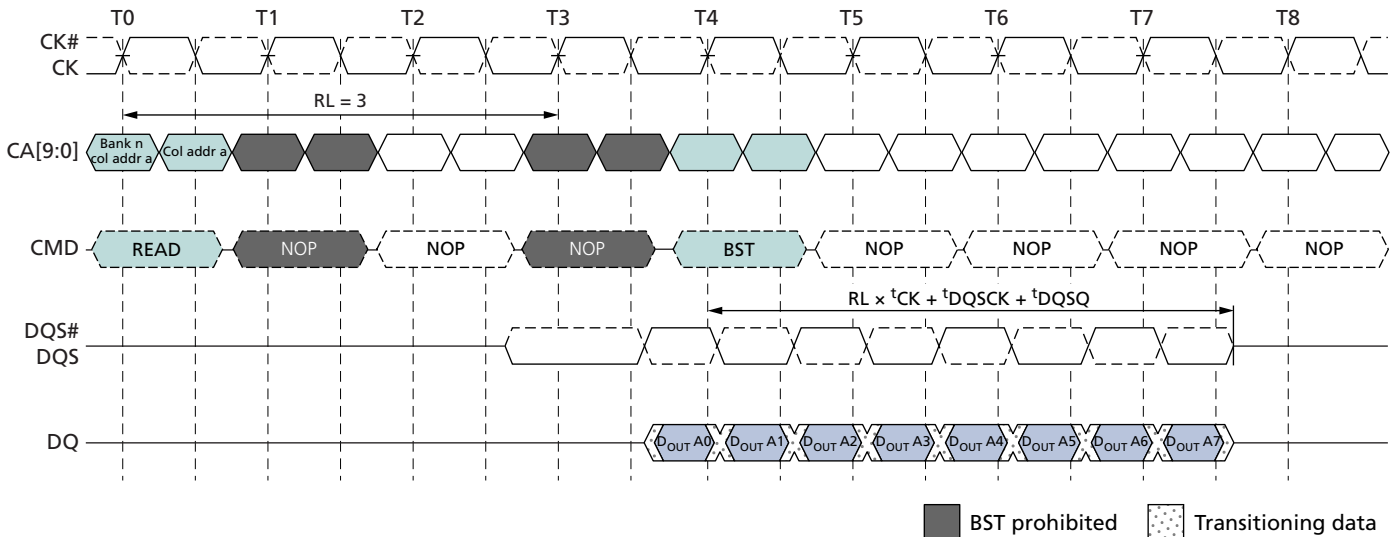 T0 T1 T2 T3 T4 T5 T6 T7 T8
CK#
CK
RL = 3
CA[9:0]
Bank n
col addr a
Col addr a
CMD
READ NOP NOP NOP BST NOP NOP NOP NOP
RL × tCK + tDQSCK + tDQSQ
DQS#
DQS
DQ
DOUT A0 DOUT A1 DOUT A2 DOUT A3 DOUT A4 DOUT A5 DOUT A6 DOUT A7
BST prohibited Transitioning data